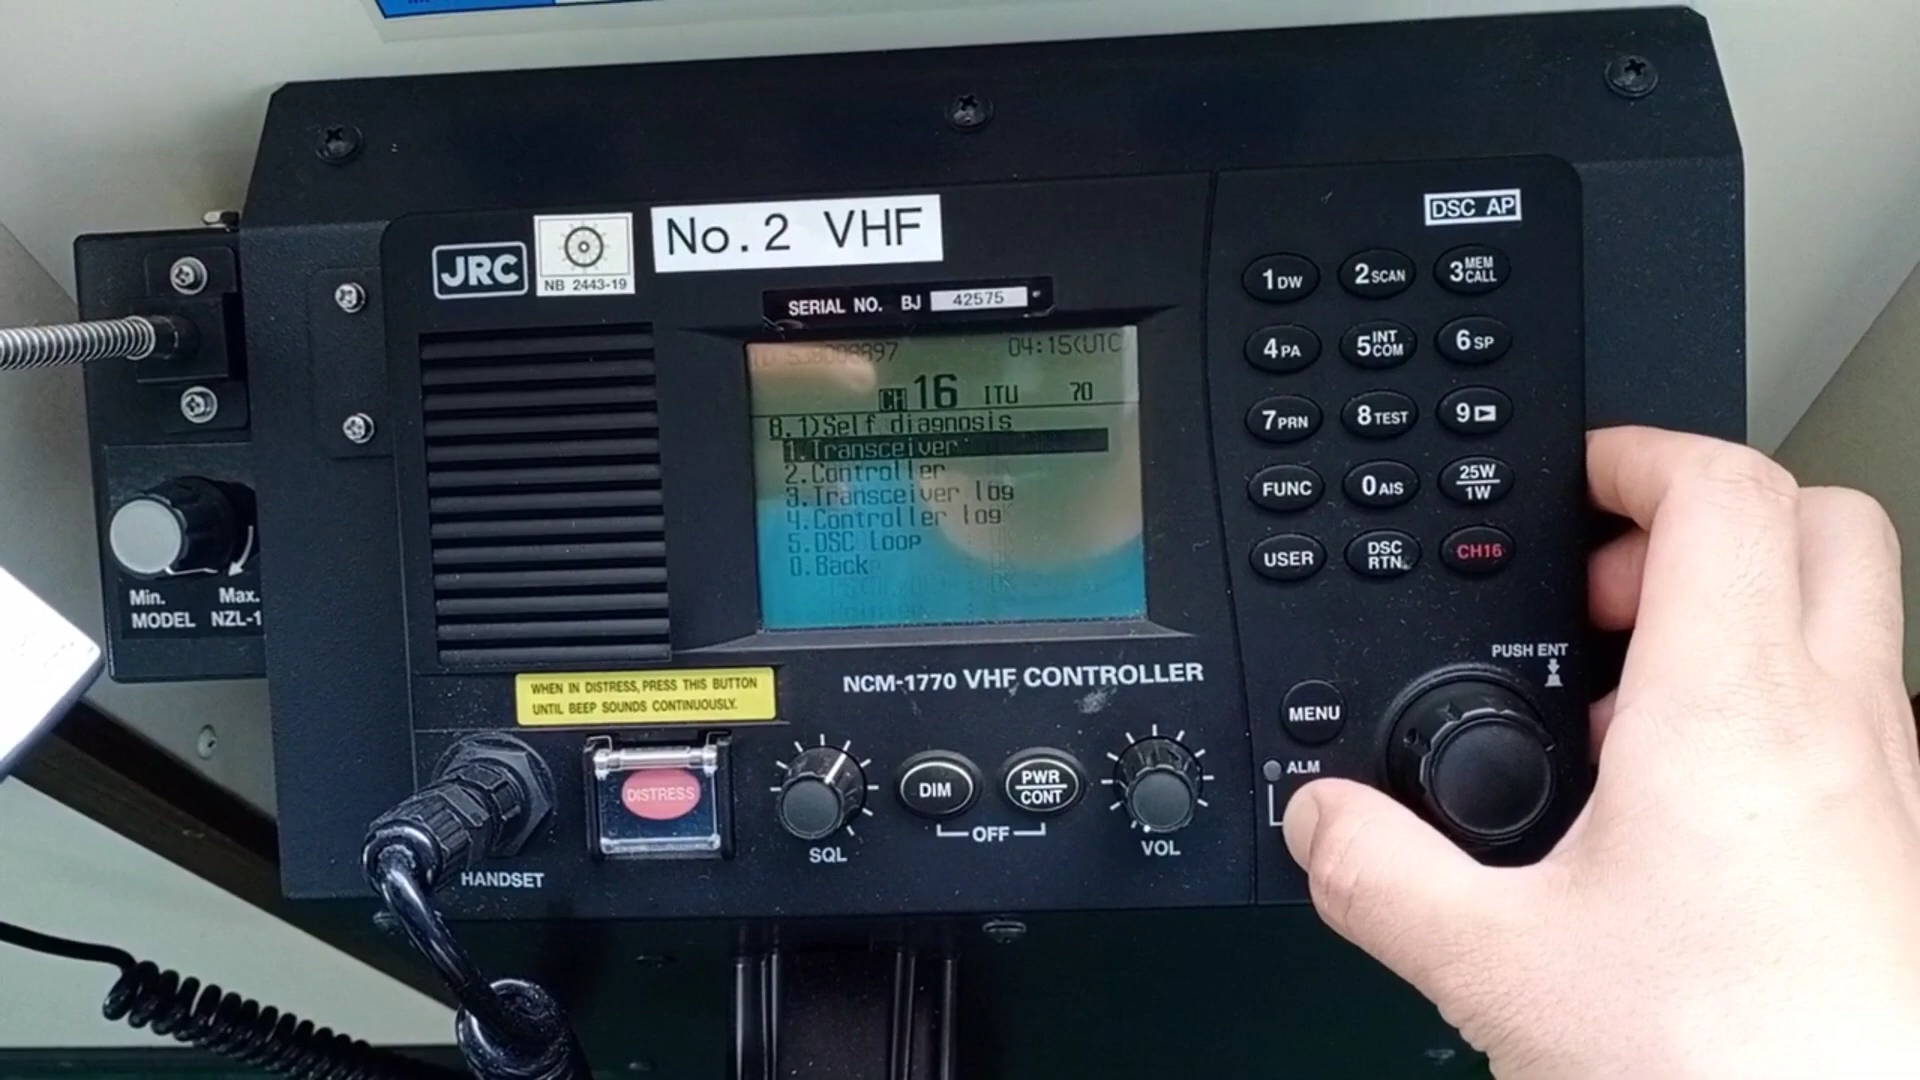 No.2 VHF
JRC
NB 2443-19
SERIAL NO. BJ 42575
DSC AP
04:15(UTC
CH 16 ITU 70
8.1)Self diagnosis
1.Transceiver
2.Controller
3.Transceiver log
4.Controller log
5.DSC loop
0.Back
1 DW
2 SCAN
3 MEM CALL
4 PA
5 INT COM
6 SP
7 PRN
8 TEST
9
FUNC
0 AIS
25W
1W
USER
DSC
RTN
CH16
Min. Max.
MODEL NZL-1
WHEN IN DISTRESS, PRESS THIS BUTTON
UNTIL BEEP SOUNDS CONTINUOUSLY.
NCM-1770 VHF CONTROLLER
PUSH ENT
MENU
ALM
HANDSET
DISTRESS
SQL
DIM
PWR
CONT
OFF
VOL